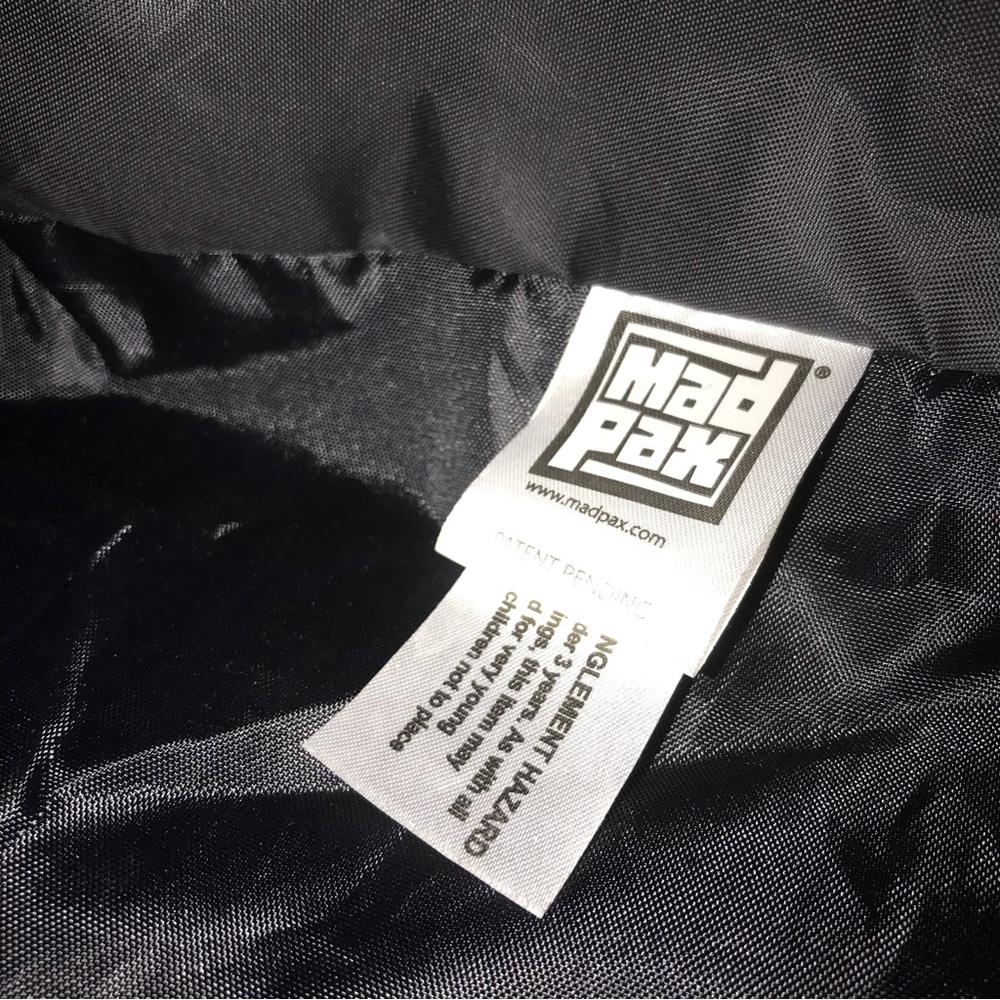 Mad
pax
®
www.madpax.com
PATENT PENDING
NGLEMENT HAZARD
der 3 years. As with all
ings, this item may
d for very young
children not to place